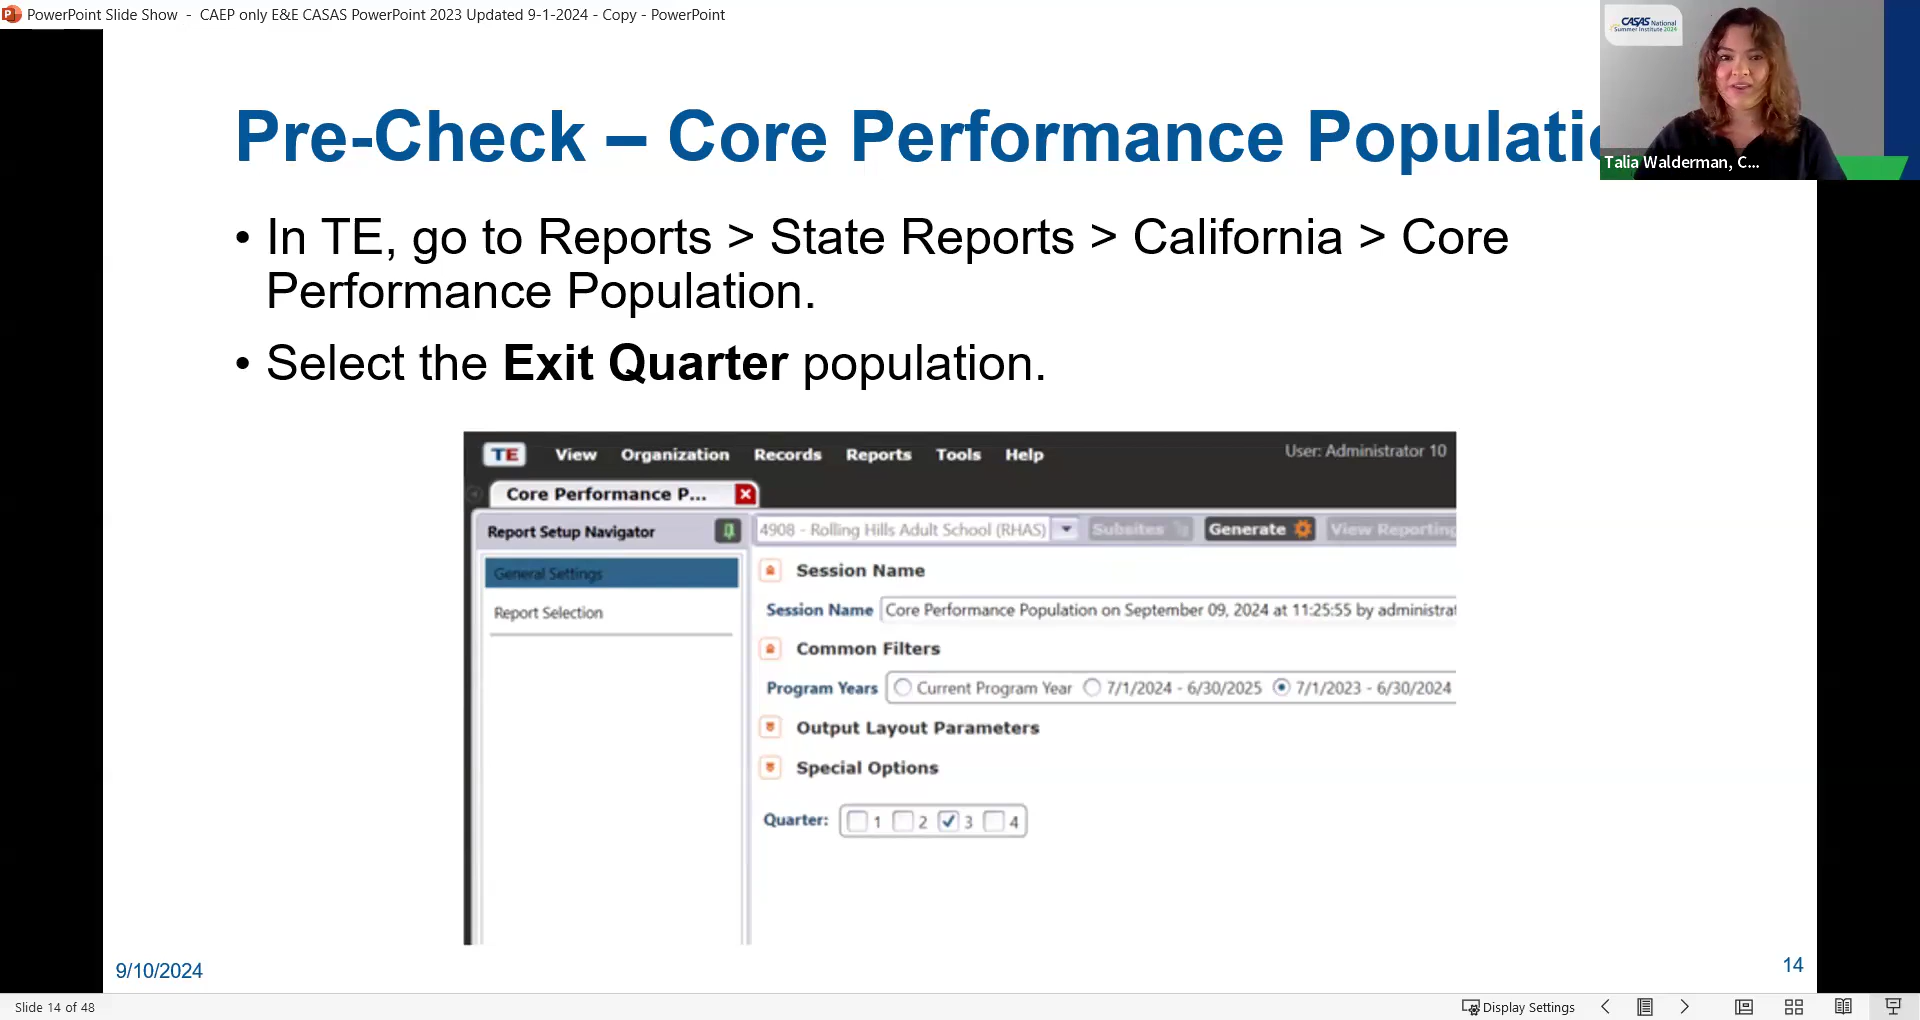 PowerPoint Slide Show - CAEP only E&E CASAS PowerPoint 2023 Updated 9-1-2024 - Copy - PowerPoint
CASAS National
Summer Institute 2024
Talia Walderman, C...
Pre-Check – Core Performance Populati
• In TE, go to Reports > State Reports > California > Core
Performance Population.
• Select the Exit Quarter population.
TE View Organization Records Reports Tools Help User: Administrator 10
Core Performance P...
Report Setup Navigator
4908 - Rolling Hills Adult School (RHAS) Subsites Generate View Reporting
General Settings
Report Selection
Session Name
Session Name Core Performance Population on September 09, 2024 at 11:25:55 by administrat
Common Filters
Program Years Current Program Year 7/1/2024 - 6/30/2025 7/1/2023 - 6/30/2024
Output Layout Parameters
Special Options
Quarter: 1 2 3 4
9/10/2024
14
Slide 14 of 48
Display Settings